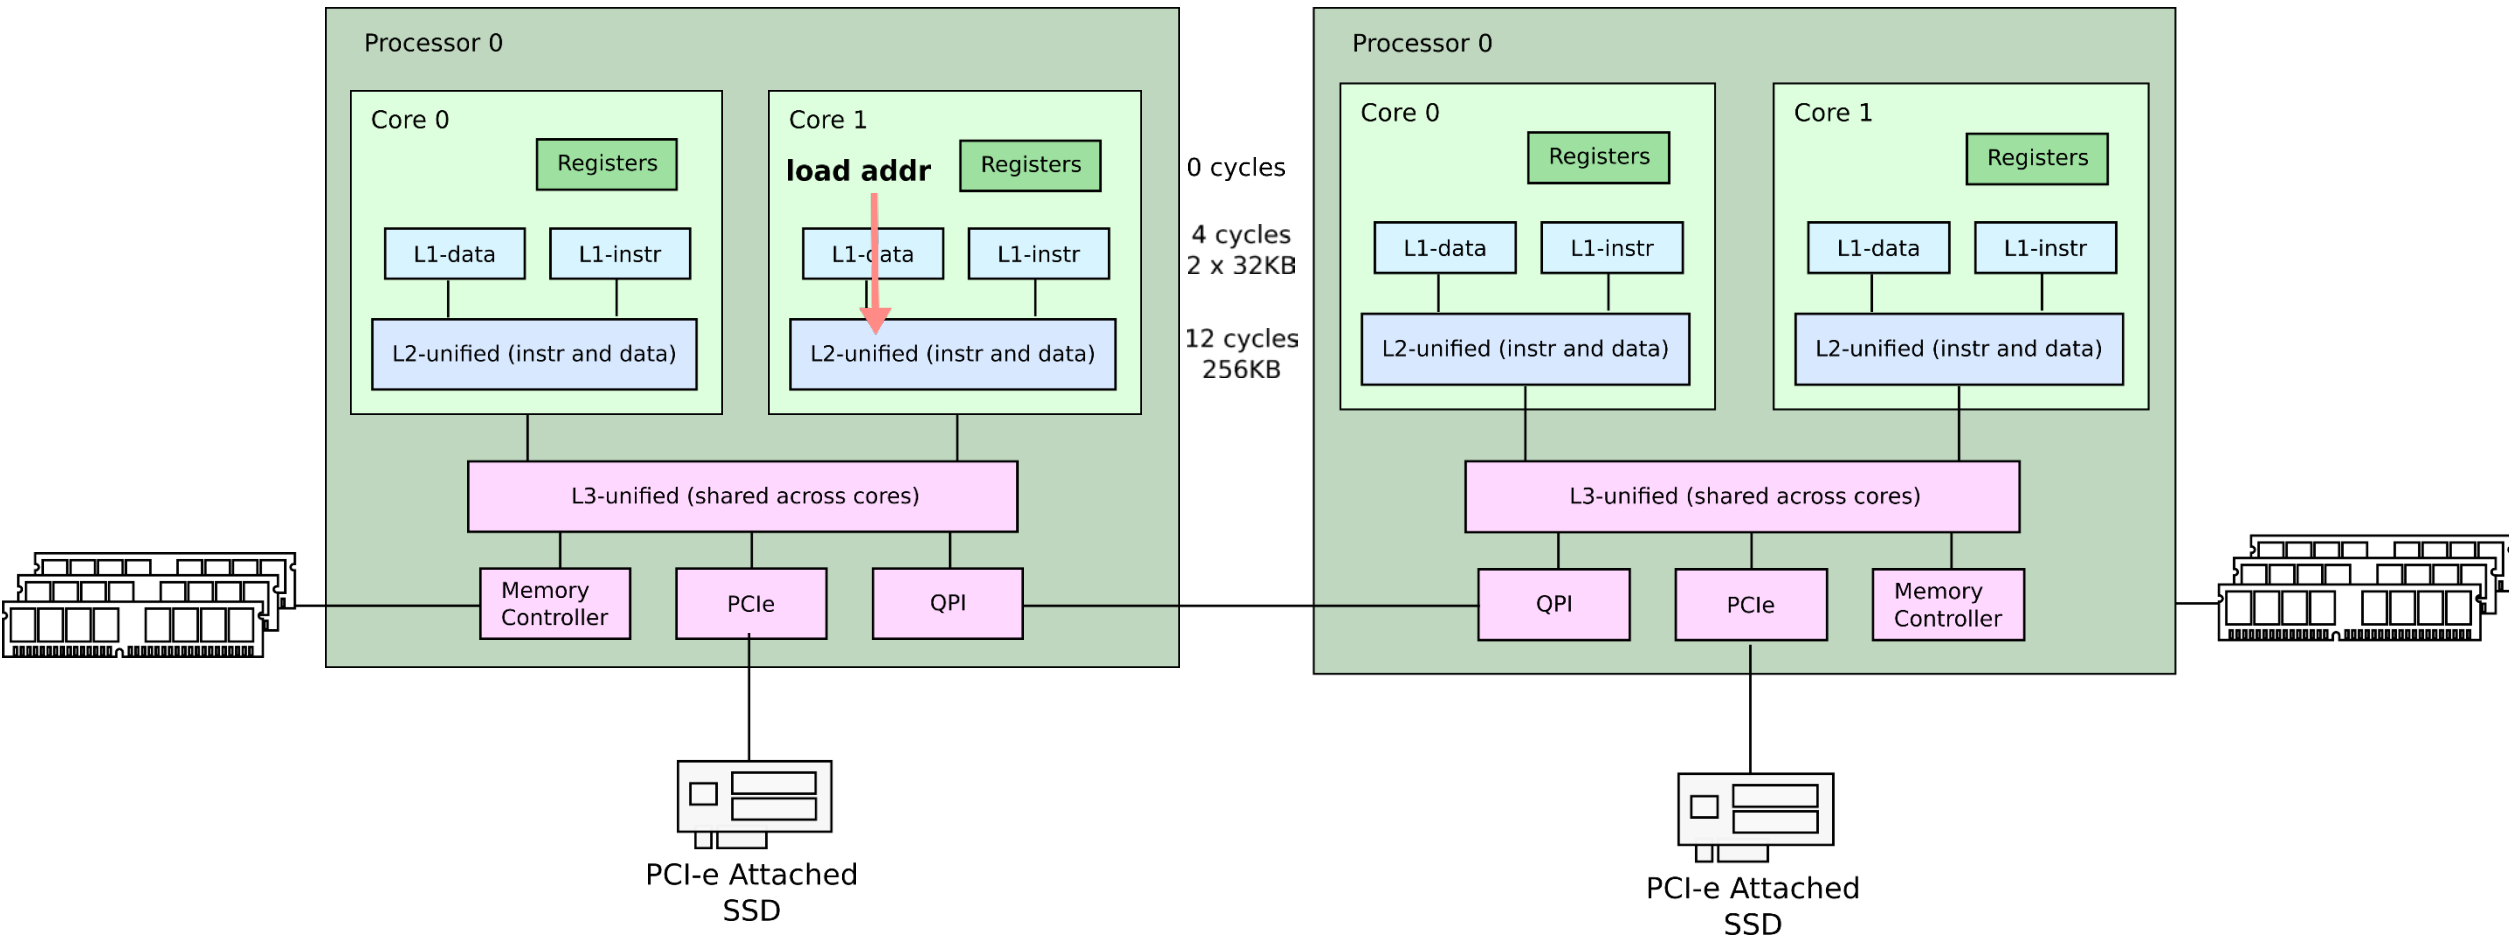 Processor 0
Core 0
Registers
L1-data
L1-instr
L2-unified (instr and data)
Core 1
load addr
Registers
L1-data
L1-instr
L2-unified (instr and data)
L3-unified (shared across cores)
Memory
Controller
PCIe
QPI
PCI-e Attached
SSD
0 cycles
4 cycles
2 x 32KB
12 cycles
256KB
Processor 0
Core 0
Registers
L1-data
L1-instr
L2-unified (instr and data)
Core 1
Registers
L1-data
L1-instr
L2-unified (instr and data)
L3-unified (shared across cores)
QPI
PCIe
Memory
Controller
PCI-e Attached
SSD